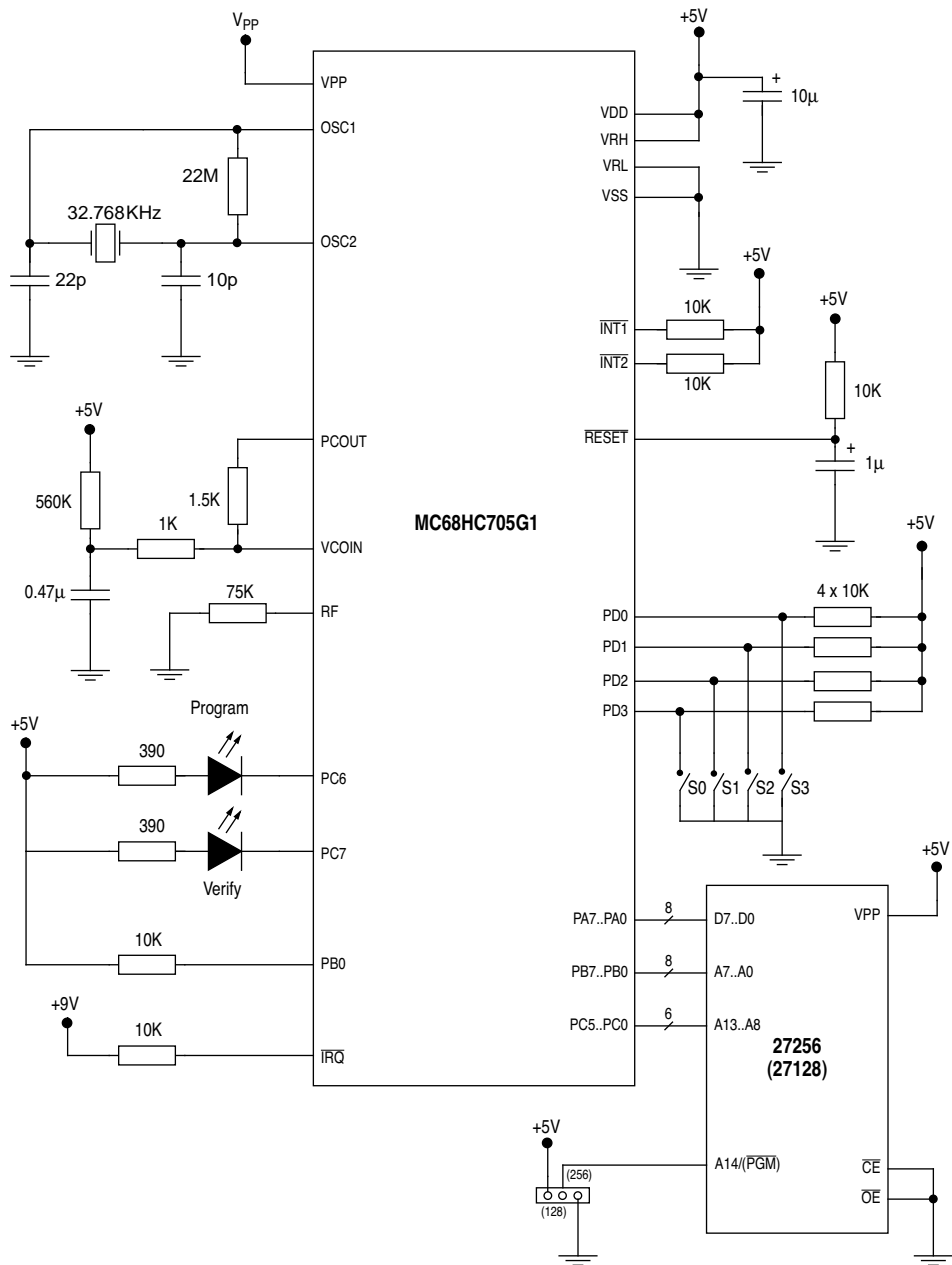 VPP
+5V
VPP
10µ
+
OSC1
VDD
VRH
22M
VRL
32.768KHz
VSS
OSC2
22p
10p
+5V
10K
INT1
+5V
INT2
10K
10K
+5V
PCOUT
RESET
+
1µ
560K
1.5K
MC68HC705G1
1K
+5V
VCOIN
0.47µ
4 x 10K
75K
RF
PD0
PD1
PD2
Program
PD3
+5V
390
PC6
S0
S1
S2
S3
390
PC7
+5V
Verify
VPP
PA7..PA0
8
D7..D0
10K
PB0
PB7..PB0
8
A7..A0
+9V
PC5..PC0
6
A13..A8
10K
IRQ
27256
(27128)
+5V
A14/(PGM)
CE
(256)
OE
(128)